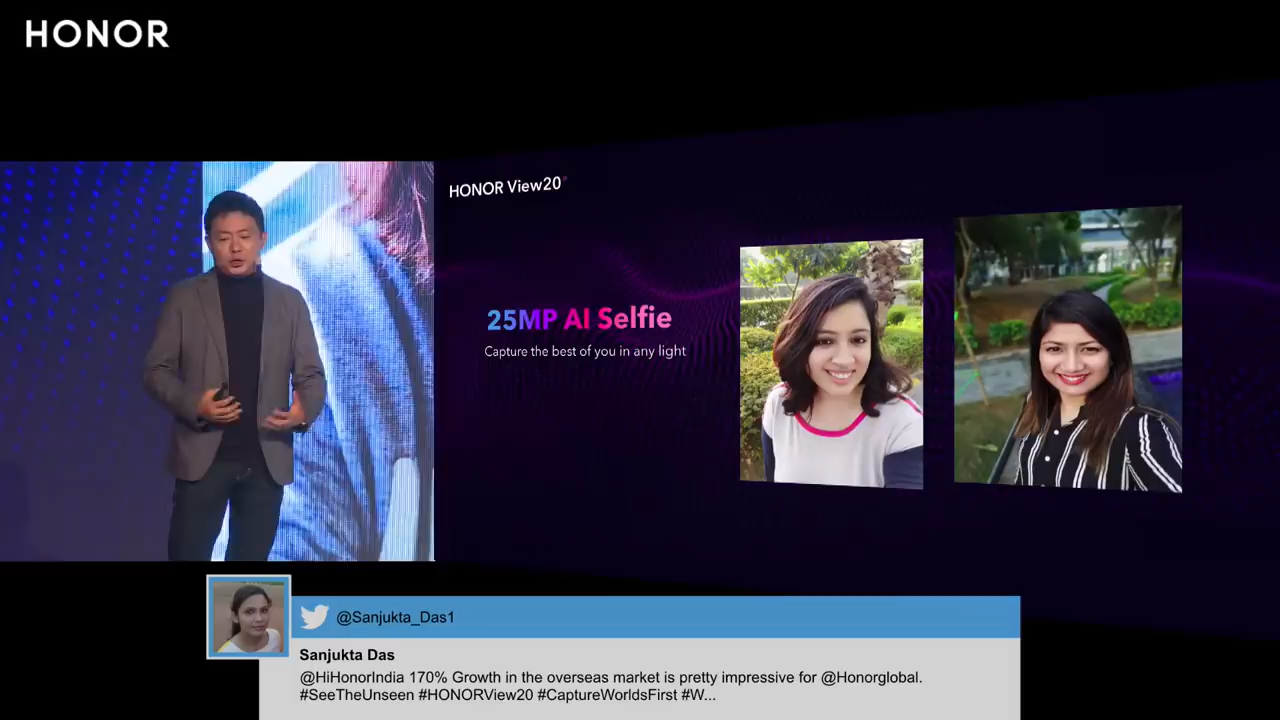 HONOR
HONOR View20
25MP AI Selfie
Capture the best of you in any light
@Sanjukta_Das1
Sanjukta Das
@HiHonorIndia 170% Growth in the overseas market is pretty impressive for @Honorglobal.
#SeeTheUnseen #HONORView20 #CaptureWorldsFirst #W...